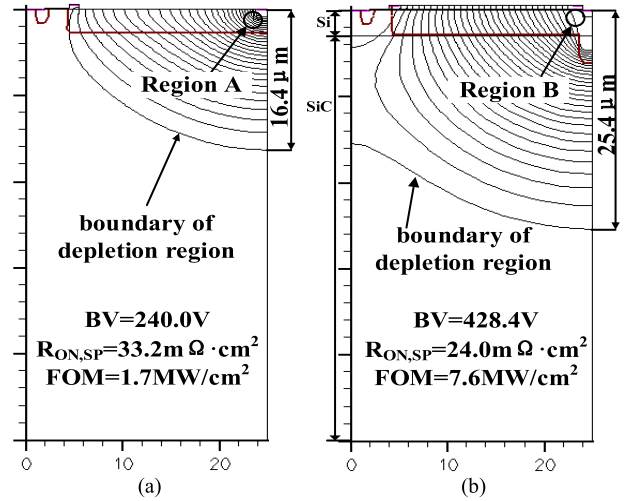 Region A
16.4 μm
boundary of
depletion region
BV=240.0V
R_ON,SP=33.2m Ω ·cm²
FOM=1.7MW/cm²
0
10
20
(a)
Si
SiC
Region B
25.4 μm
boundary of
depletion region
BV=428.4V
R_ON,SP=24.0m Ω ·cm²
FOM=7.6MW/cm²
0
10
20
(b)